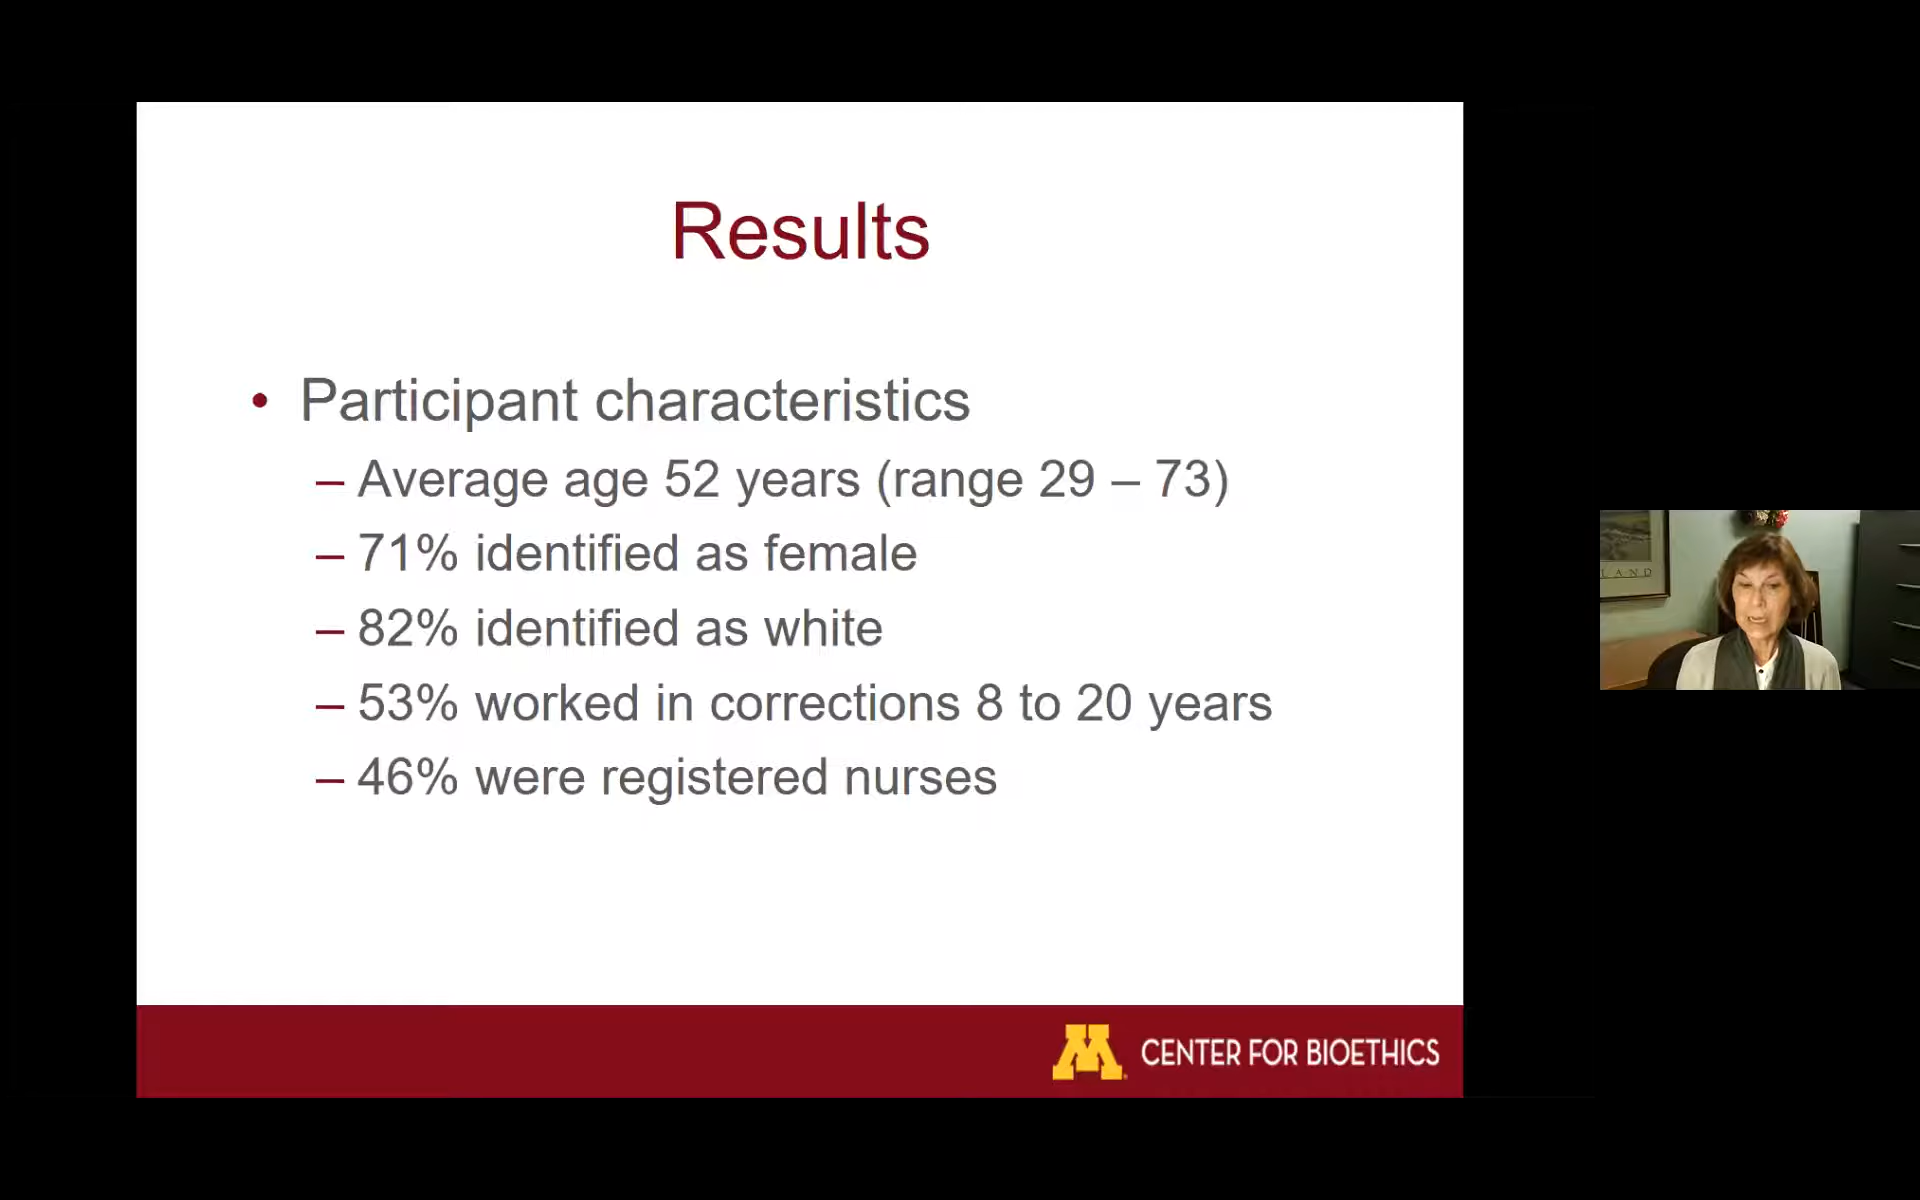 Results
• Participant characteristics
– Average age 52 years (range 29 – 73)
– 71% identified as female
– 82% identified as white
– 53% worked in corrections 8 to 20 years
– 46% were registered nurses
M CENTER FOR BIOETHICS
LAND